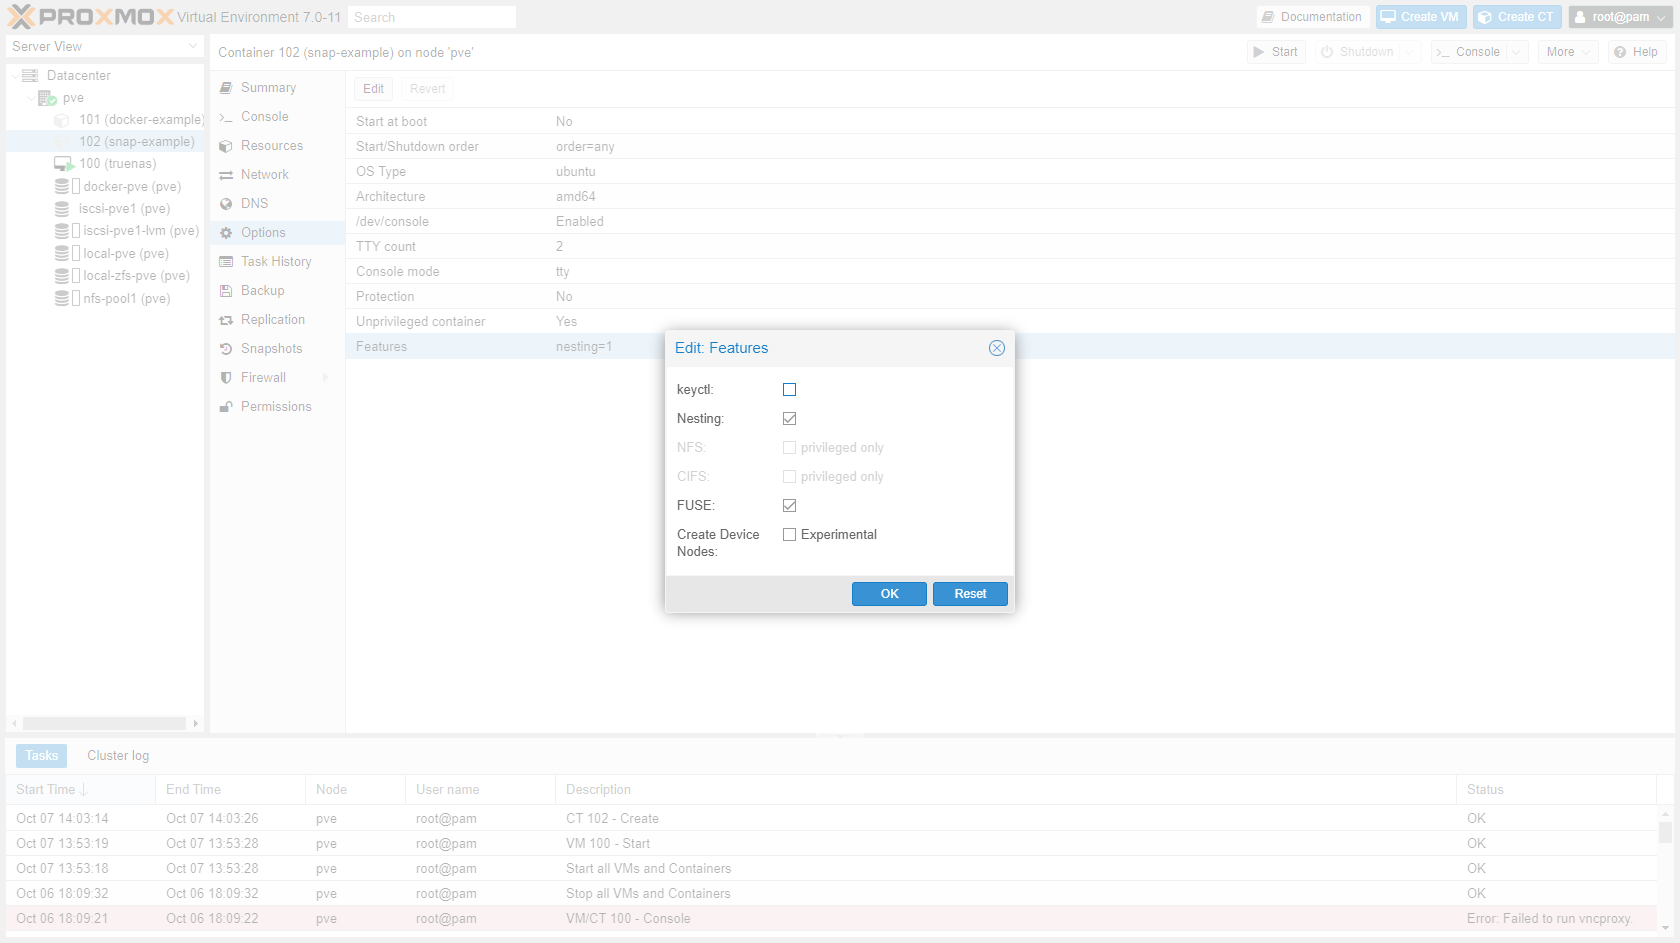 PROXMOX Virtual Environment 7.0-11
Search
Documentation
Create VM
Create CT
root@pam
Server View
Container 102 (snap-example) on node 'pve'
Start
Shutdown
Console
More
Help
Datacenter
pve
101 (docker-example)
102 (snap-example)
100 (truenas)
docker-pve (pve)
iscsi-pve1 (pve)
iscsi-pve1-lvm (pve)
local-pve (pve)
local-zfs-pve (pve)
nfs-pool1 (pve)
Summary
Console
Resources
Network
DNS
Options
Task History
Backup
Replication
Snapshots
Firewall
Permissions
Edit
Revert
Start at boot No
Start/Shutdown order order=any
OS Type ubuntu
Architecture amd64
/dev/console Enabled
TTY count 2
Console mode tty
Protection No
Unprivileged container Yes
Features nesting=1
Edit: Features
keyctl:
Nesting:
NFS: privileged only
CIFS: privileged only
FUSE:
Create Device Experimental
Nodes:
OK
Reset
Tasks
Cluster log
Start Time End Time Node User name Description Status
Oct 07 14:03:14 Oct 07 14:03:26 pve root@pam CT 102 - Create OK
Oct 07 13:53:19 Oct 07 13:53:28 pve root@pam VM 100 - Start OK
Oct 07 13:53:18 Oct 07 13:53:28 pve root@pam Start all VMs and Containers OK
Oct 06 18:09:32 Oct 06 18:09:32 pve root@pam Stop all VMs and Containers OK
Oct 06 18:09:21 Oct 06 18:09:22 pve root@pam VM/CT 100 - Console Error: Failed to run vncproxy.